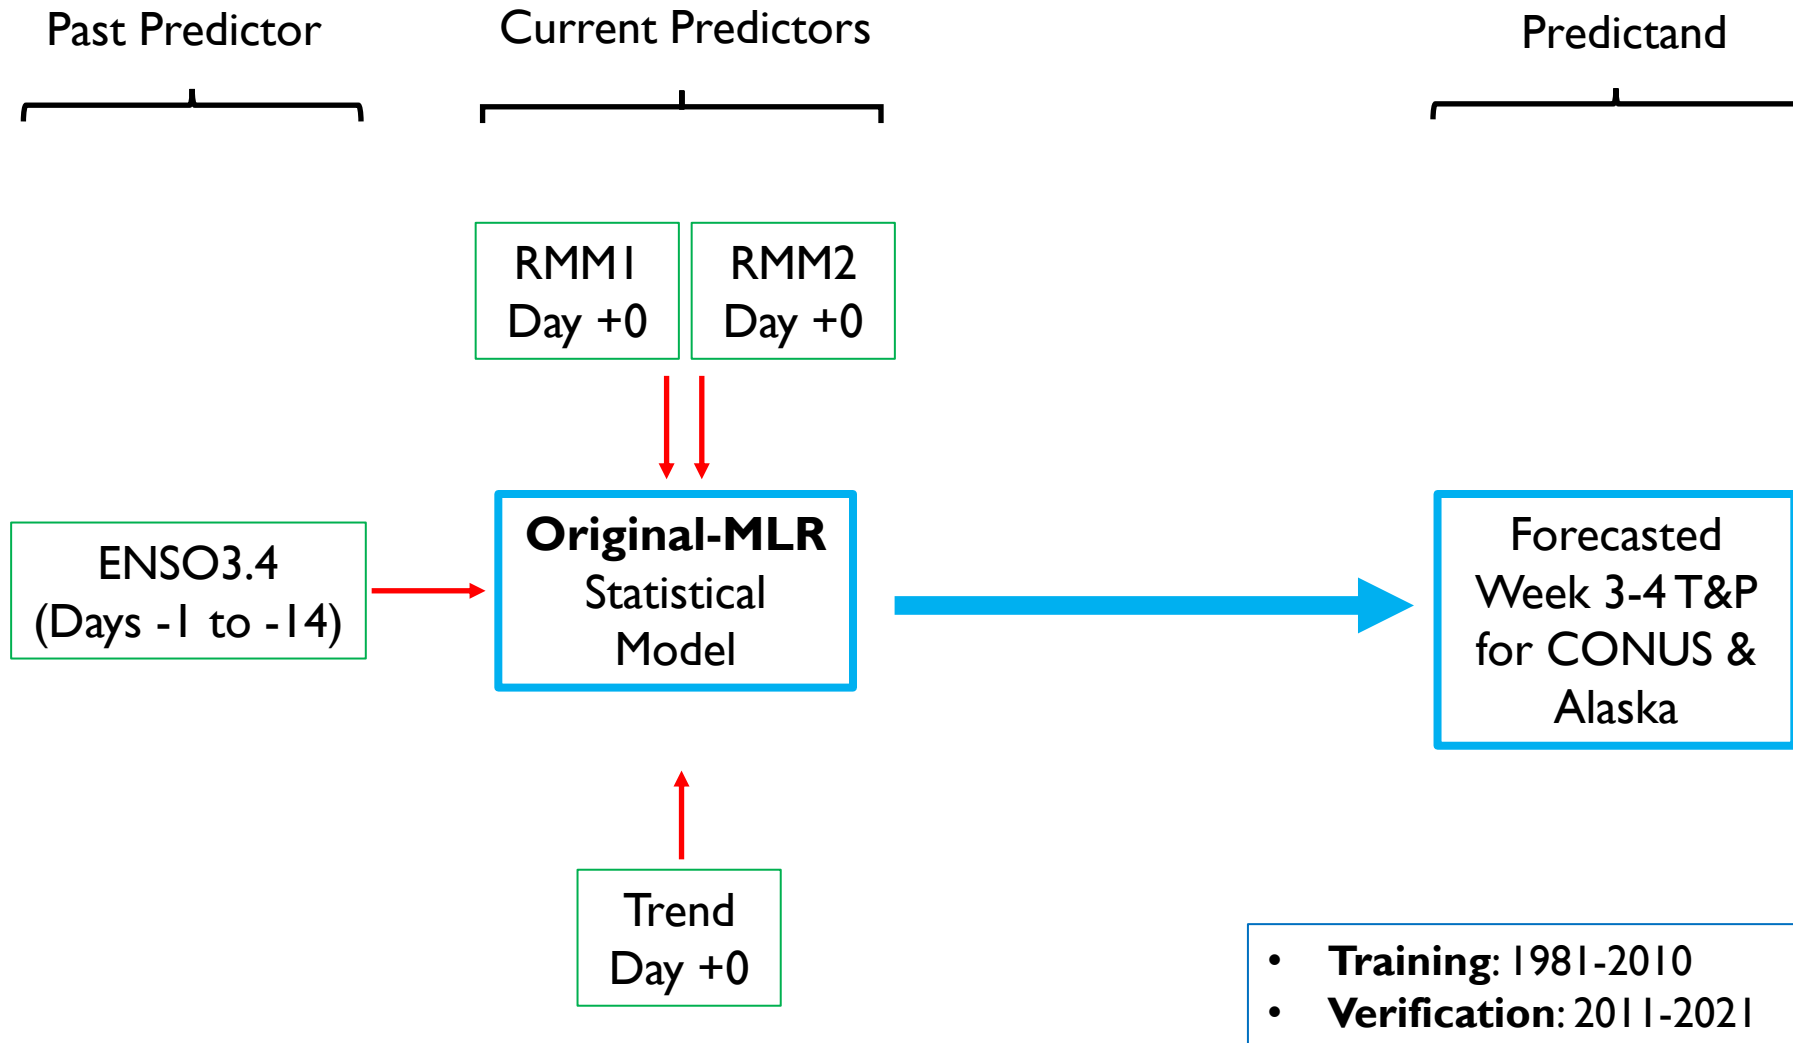 Past Predictor
Current Predictors
Predictand
RMM1
Day +0
RMM2
Day +0
ENSO3.4
(Days -1 to -14)
Original-MLR
Statistical
Model
Forecasted
Week 3-4 T&P
for CONUS &
Alaska
Trend
Day +0
• Training: 1981-2010
• Verification: 2011-2021